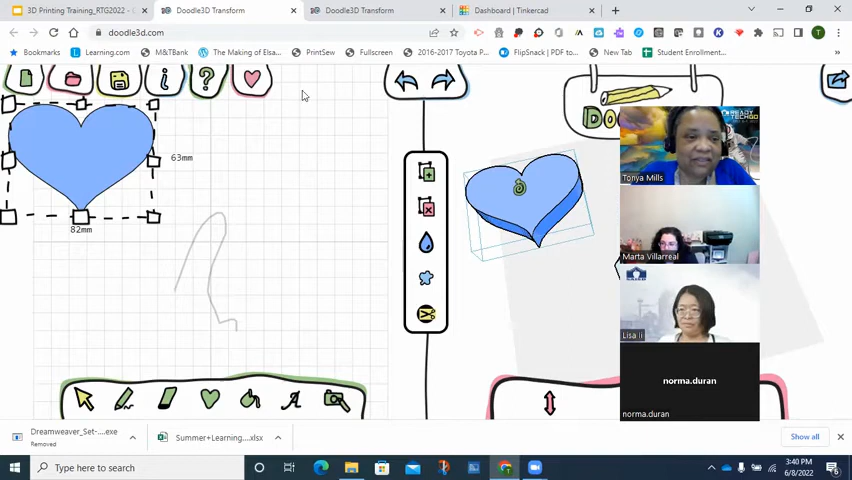 3D Printing Training_RTG2022 - G
Doodle3D Transform
Doodle3D Transform
Dashboard | Tinkercad
doodle3d.com
T
Bookmarks
Learning.com
M&TBank
The Making of Elsa...
PrintSew
Fullscreen
2016-2017 Toyota P...
FlipSnack | PDF to...
New Tab
Student Enrollment...
63mm
82mm
READY
TECHGO
Tonya Mills
Marta Villarreal
Lisa li
norma.duran
norma.duran
Dreamweaver_Set-....exe
Removed
Summer+Learning....xlsx
Show all
Type here to search
3:40 PM
6/8/2022